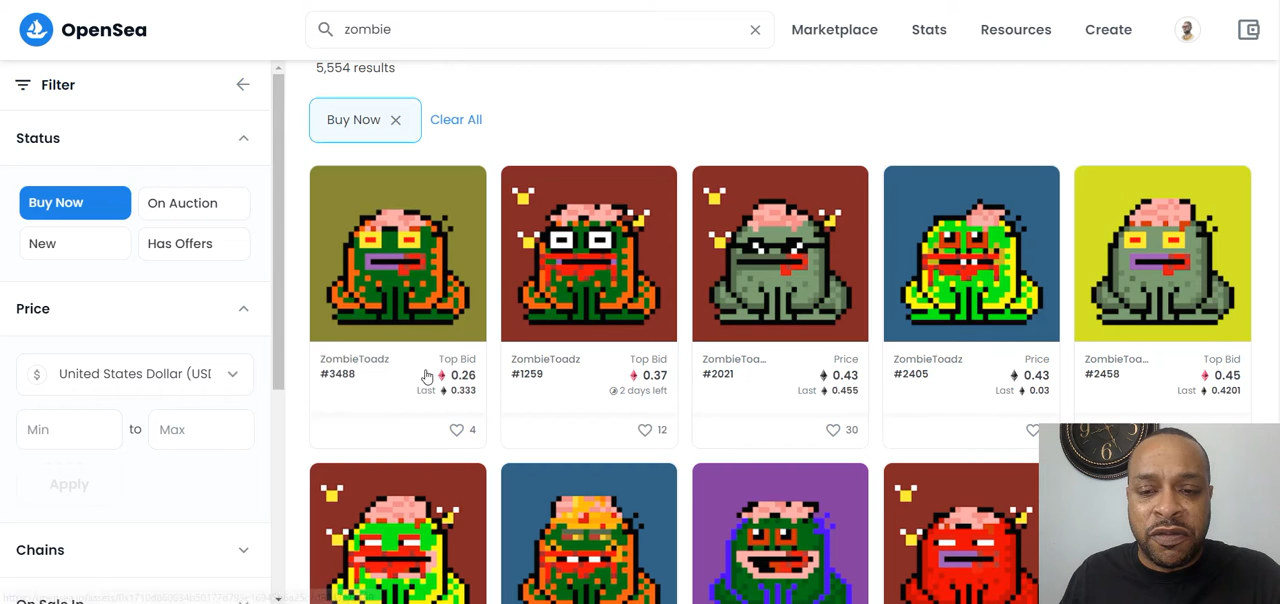 OpenSea
zombie
Marketplace
Stats
Resources
Create
Filter
5,554 results
Buy Now
Clear All
Status
Buy Now
On Auction
New
Has Offers
Price
$
United States Dollar (USD
Min
to
Max
Apply
Chains
On Sale In
ZombieToadz
Top Bid
#3488
0.26
Last
0.333
4
ZombieToadz
Top Bid
#1259
0.37
2 days left
12
ZombieToa...
Price
#2021
0.43
Last
0.455
30
ZombieToadz
Price
#2405
0.43
Last
0.03
ZombieToa...
Top Bid
#2458
0.45
Last
0.4201